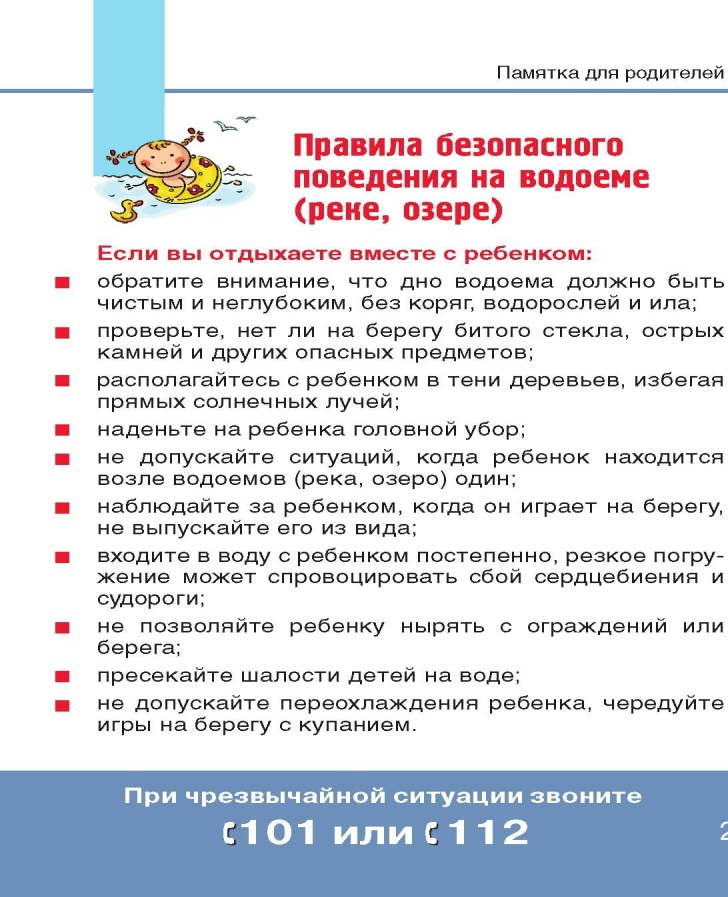 Памятка для родителей
Правила безопасного
поведения на водоеме
(реке, озере)
Если вы отдыхаете вместе с ребенком:
обратите внимание, что дно водоема должно быть
чистым и неглубоким, без коряг, водорослей и ила;
проверьте, нет ли на берегу битого стекла, острых
камней и других опасных предметов;
располагайтесь с ребенком в тени деревьев, избегая
прямых солнечных лучей;
наденьте на ребенка головной убор;
не допускайте ситуаций, когда ребенок находится
возле водоемов (река, озеро) один;
наблюдайте за ребенком, когда он играет на берегу,
не выпускайте его из вида;
входите в воду с ребенком постепенно, резкое погру-
жение может спровоцировать сбой сердцебиения и
судороги;
не позволяйте ребенку нырять с ограждений или
берега;
пресекайте шалости детей на воде;
не допускайте переохлаждения ребенка, чередуйте
игры на берегу с купанием.
При чрезвычайной ситуации звоните
101 или 112